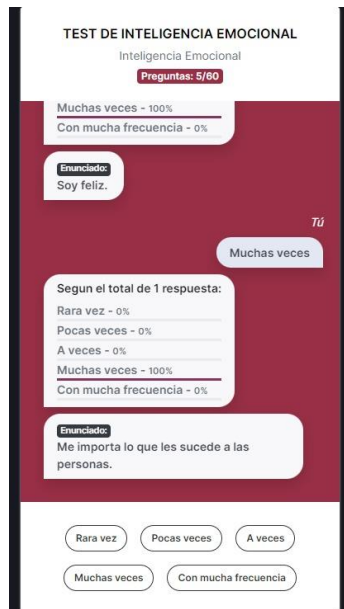 TEST DE INTELIGENCIA EMOCIONAL
Inteligencia Emocional
Preguntas: 5/60
Muchas veces - 100%
Con mucha frecuencia - 0%
Enunciado:
Soy feliz.
Tú
Muchas veces
Segun el total de 1 respuesta:
Rara vez - 0%
Pocas veces - 0%
A veces - 0%
Muchas veces - 100%
Con mucha frecuencia - 0%
Enunciado:
Me importa lo que les sucede a las
personas.
Rara vez
Pocas veces
A veces
Muchas veces
Con mucha frecuencia